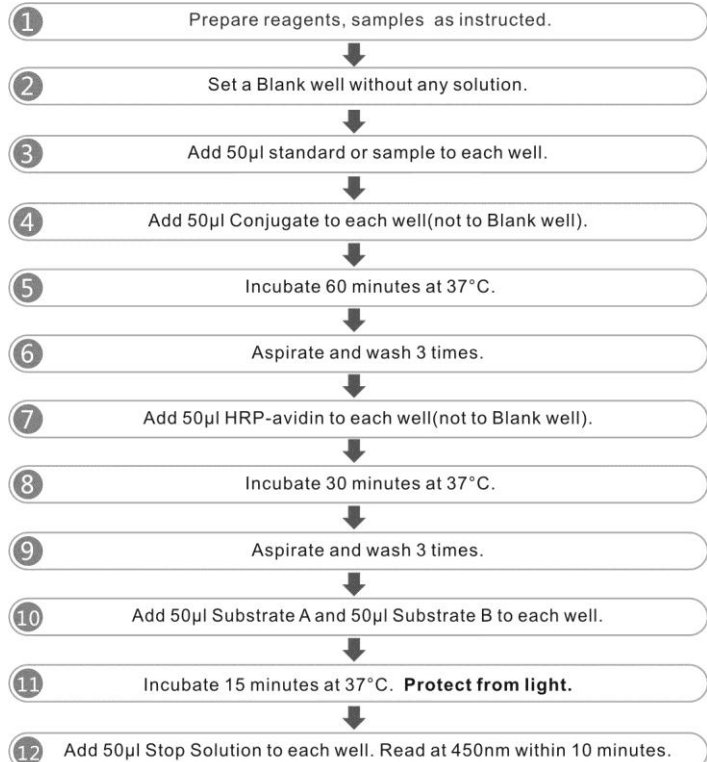 1 Prepare reagents, samples as instructed.
2 Set a Blank well without any solution.
3 Add 50μl standard or sample to each well.
4 Add 50μl Conjugate to each well(not to Blank well).
5 Incubate 60 minutes at 37°C.
6 Aspirate and wash 3 times.
7 Add 50μl HRP-avidin to each well(not to Blank well).
8 Incubate 30 minutes at 37°C.
9 Aspirate and wash 3 times.
10 Add 50μl Substrate A and 50μl Substrate B to each well.
11 Incubate 15 minutes at 37°C. Protect from light.
12 Add 50μl Stop Solution to each well. Read at 450nm within 10 minutes.